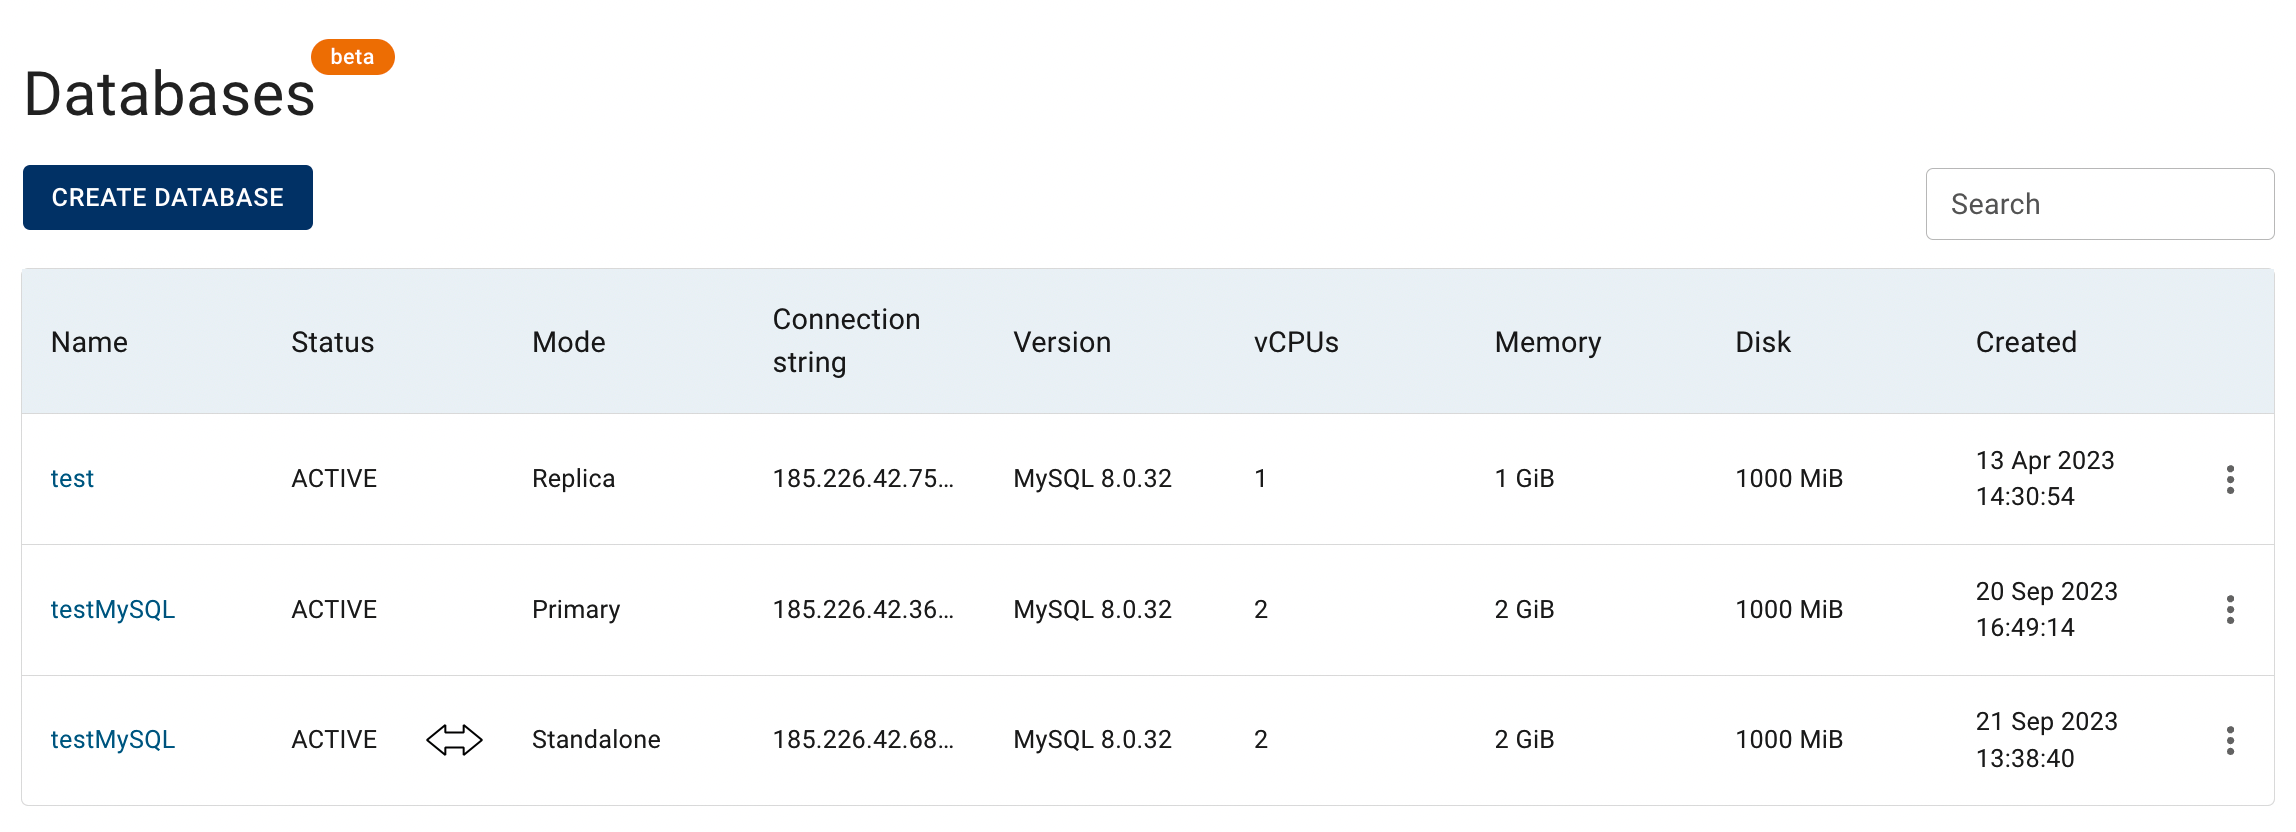 Databases beta
CREATE DATABASE
Search
Name Status Mode Connection string Version vCPUs Memory Disk Created
test ACTIVE Replica 185.226.42.75... MySQL 8.0.32 1 1 GiB 1000 MiB 13 Apr 2023 14:30:54
testMySQL ACTIVE Primary 185.226.42.36... MySQL 8.0.32 2 2 GiB 1000 MiB 20 Sep 2023 16:49:14
testMySQL ACTIVE Standalone 185.226.42.68... MySQL 8.0.32 2 2 GiB 1000 MiB 21 Sep 2023 13:38:40